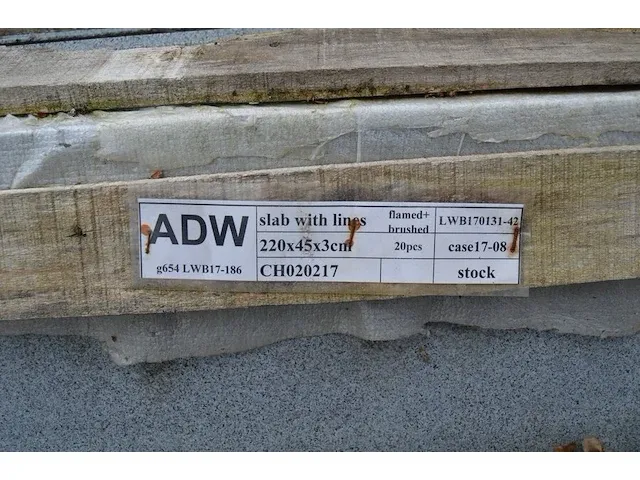 ADW
g654 LWB17-186
slab with lines
flamed+
brushed
LWB170131-42
220x45x3cm
20pcs
case17-08
CH020217
stock